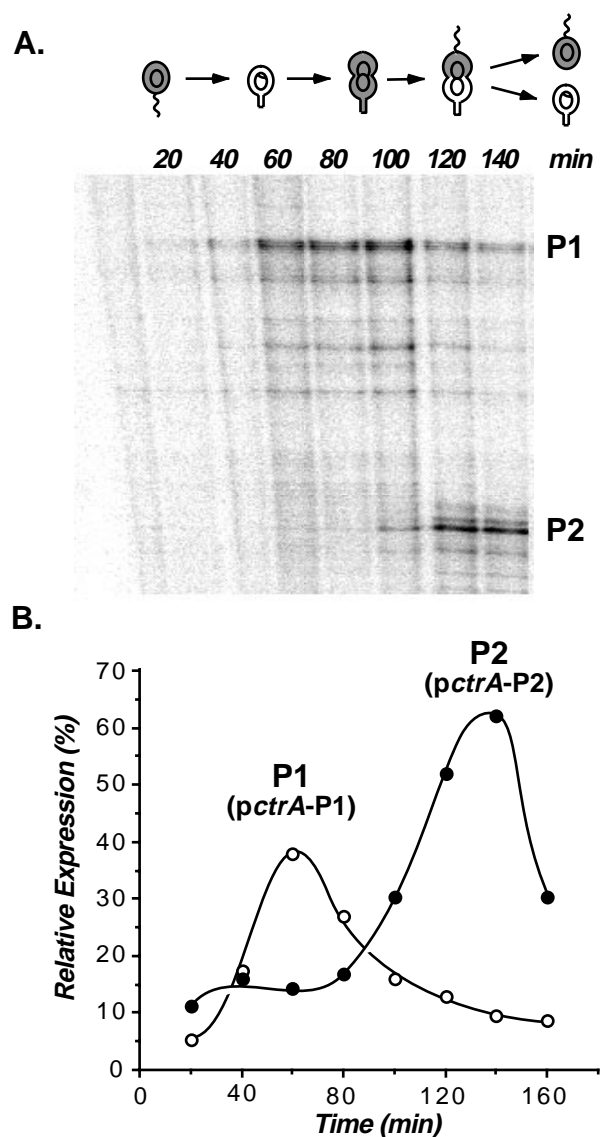 A.
20 40 60 80 100 120 140 min
P1
P2
B.
P2
(pctrA-P2)
P1
(pctrA-P1)
Relative Expression (%)
70
60
50
40
30
20
10
0
0 40 80 120 160
Time (min)